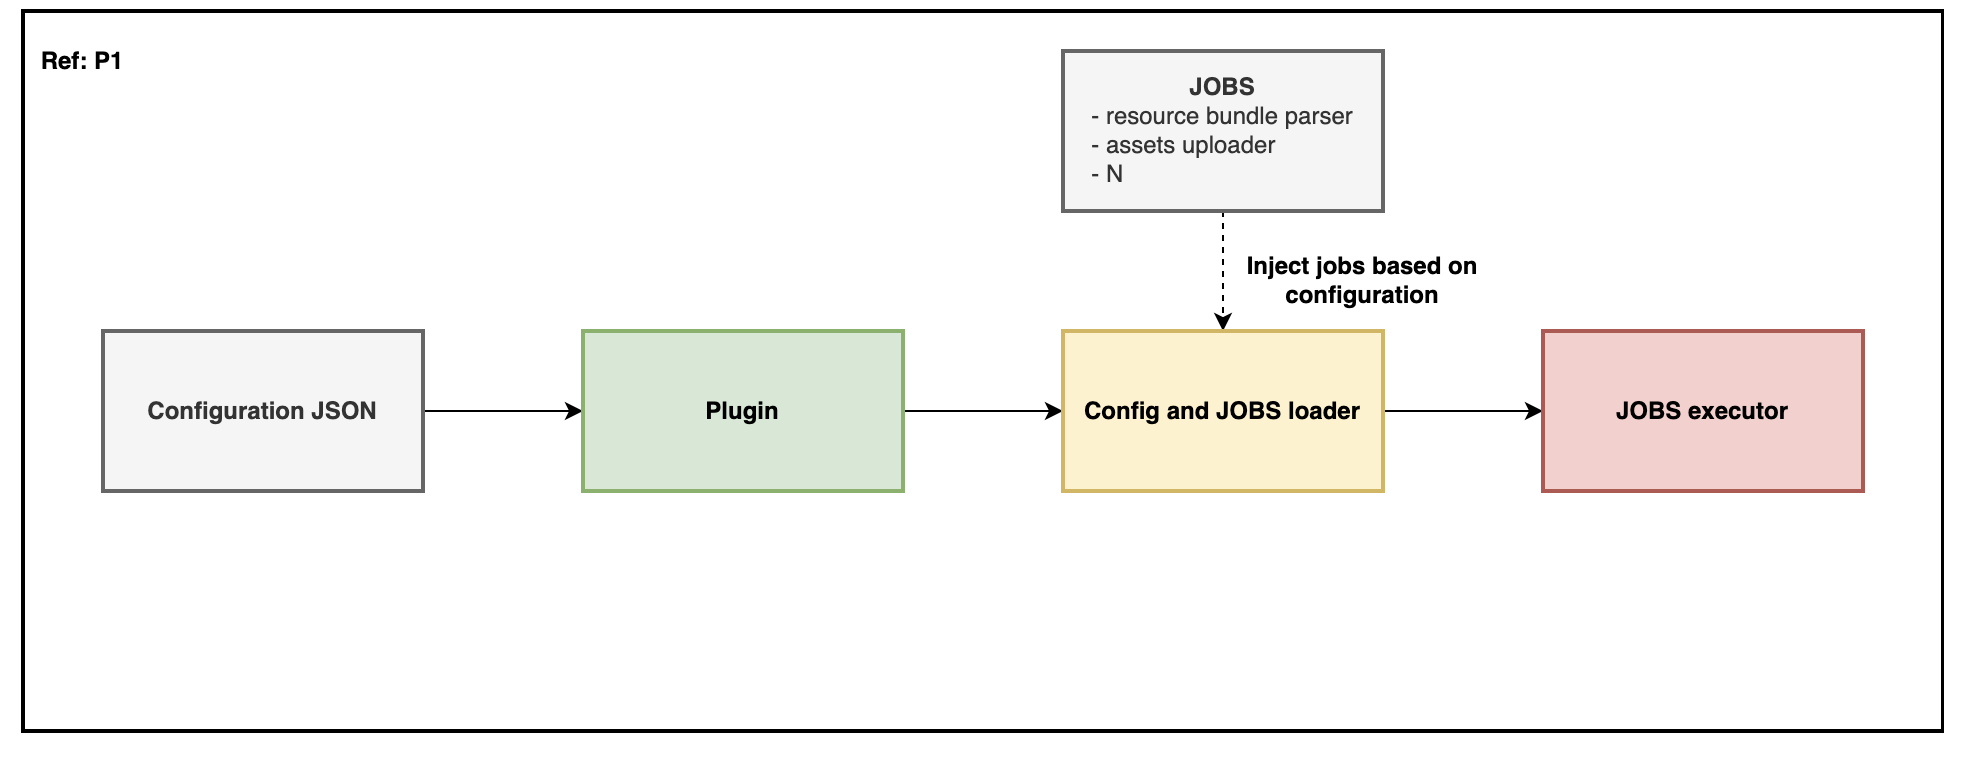 Ref: P1
JOBS
- resource bundle parser
- assets uploader
- N
Inject jobs based on
configuration
Configuration JSON
Plugin
Config and JOBS loader
JOBS executor